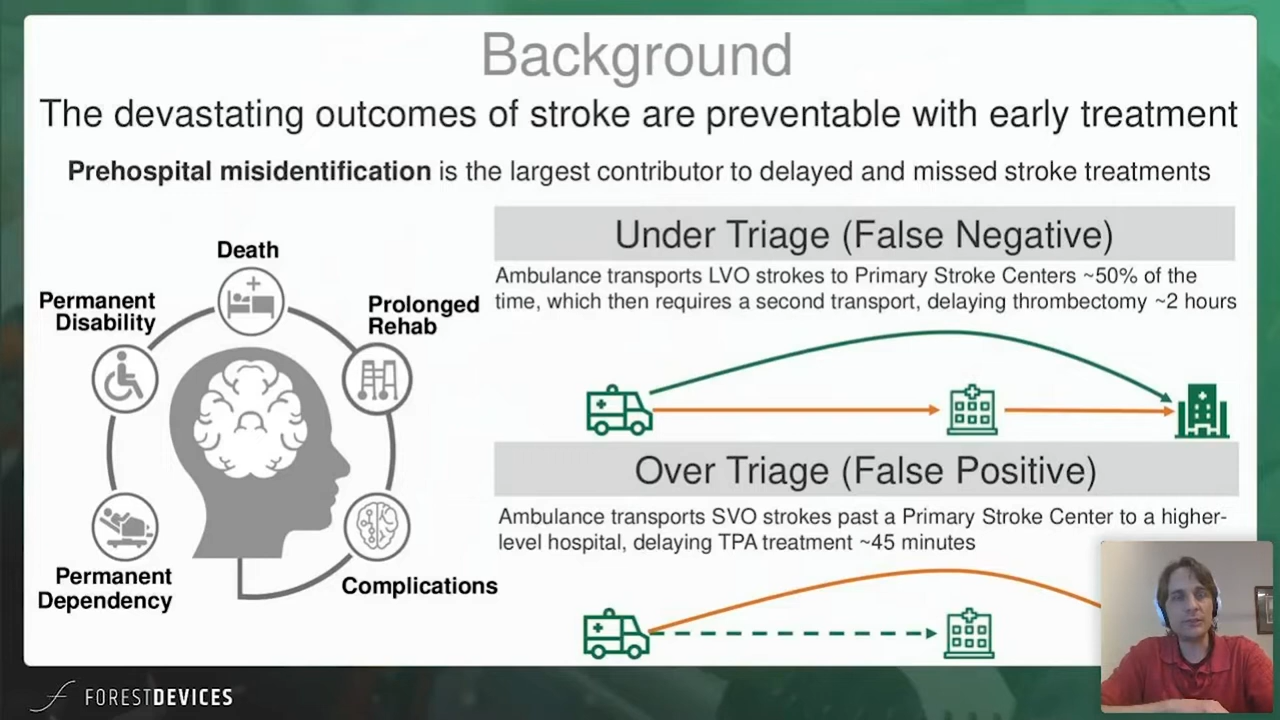 Background
The devastating outcomes of stroke are preventable with early treatment
Prehospital misidentification is the largest contributor to delayed and missed stroke treatments
Death
Permanent
Disability
Prolonged
Rehab
Permanent
Dependency
Complications
Under Triage (False Negative)
Ambulance transports LVO strokes to Primary Stroke Centers ~50% of the
time, which then requires a second transport, delaying thrombectomy ~2 hours
Over Triage (False Positive)
Ambulance transports SVO strokes past a Primary Stroke Center to a higher-
level hospital, delaying TPA treatment ~45 minutes
FORESTDEVICES